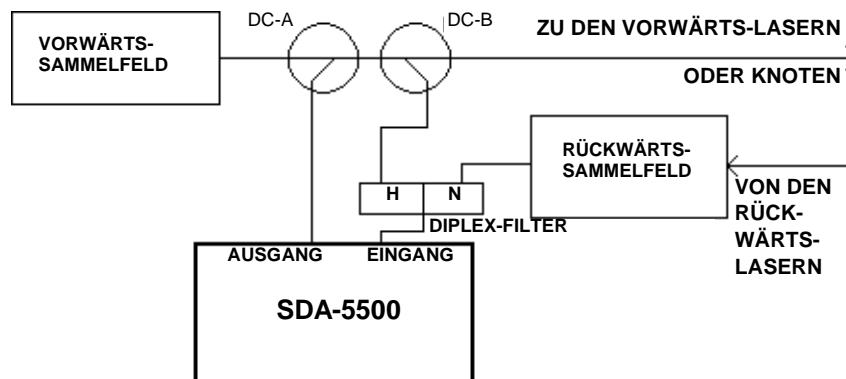 DC-A
DC-B
VORWÄRTS-
SAMMELFELD
ZU DEN VORWÄRTS-LASERN
ODER KNOTEN
RÜCKWÄRTS-
SAMMELFELD
H
N
DIPLEX-FILTER
VON DEN
RÜCK-
WÄRTS-
LASERN
AUSGANG
EINGANG
SDA-5500